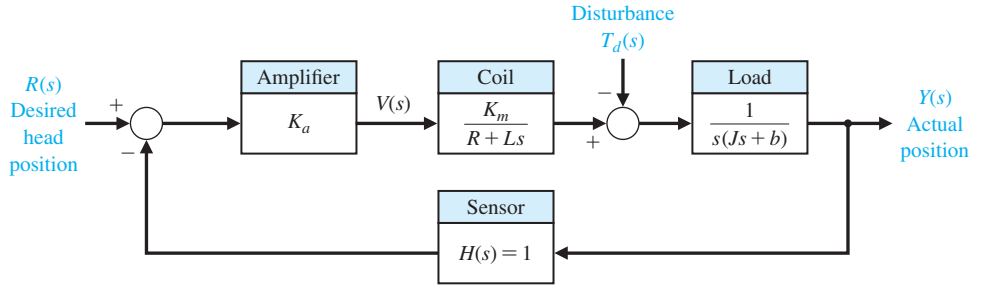 Disturbance
T_d(s)
R(s)
Desired
head
position
+
−
Amplifier
K_a
V(s)
Coil
K_m
R + Ls
−
+
Load
1
s(Js + b)
Y(s)
Actual
position
Sensor
H(s) = 1